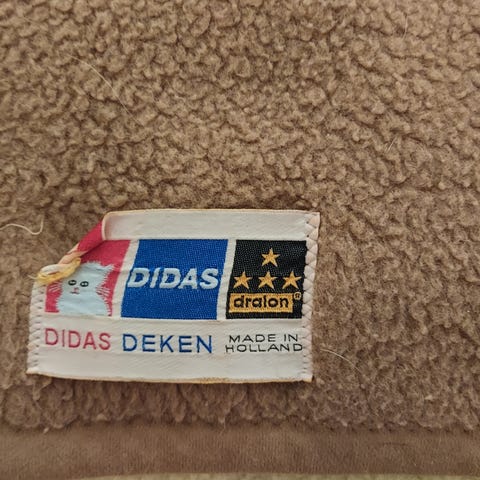 DIDAS
dralon®
DIDAS DEKEN
MADE IN
HOLLAND